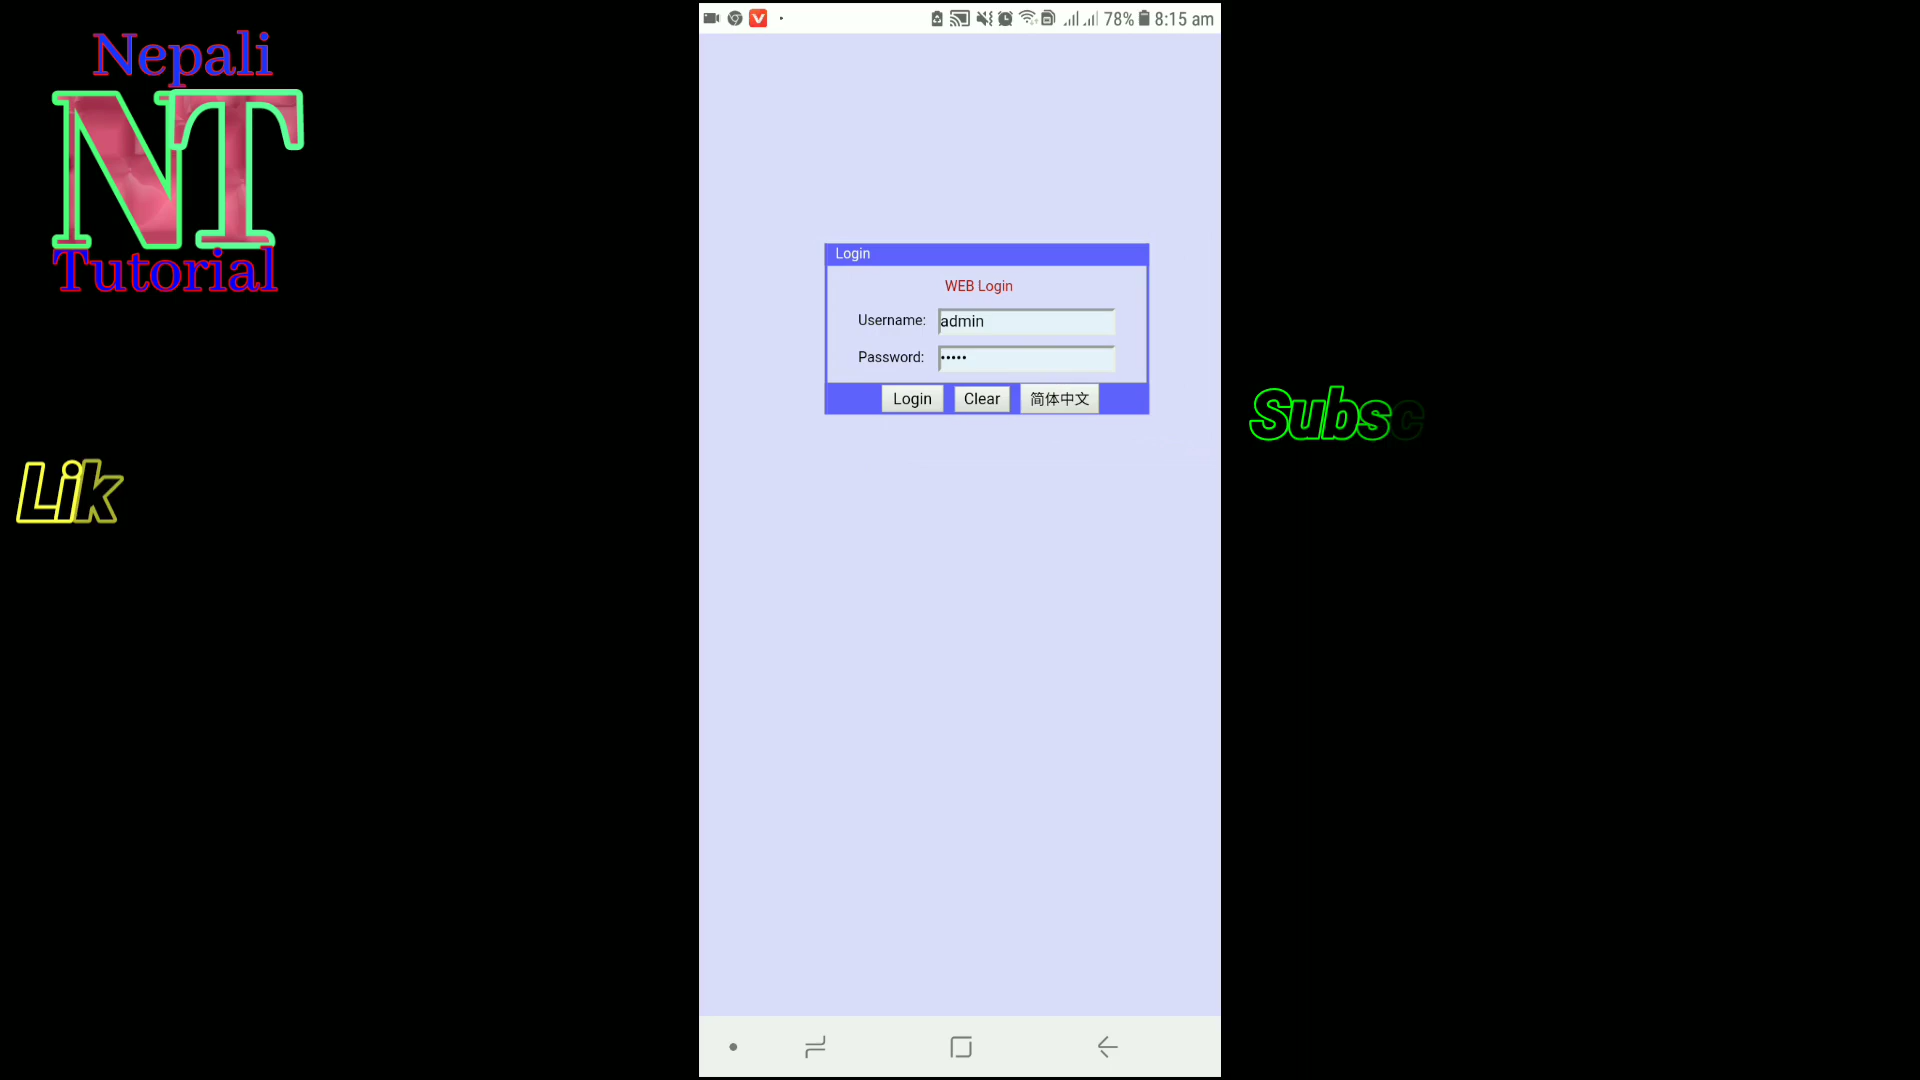 Nepali
NT
Tutorial
78% 8:15 am
Login
WEB Login
Username: admin
Password: •••••
Login Clear 简体中文
Lik
Subsc